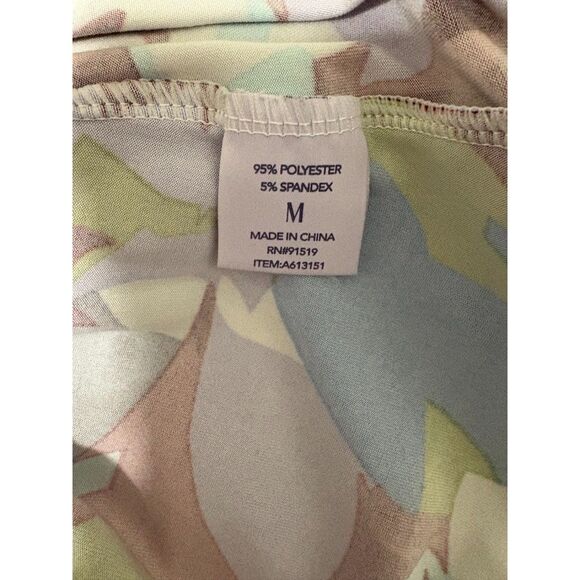 95% POLYESTER
5% SPANDEX
M
MADE IN CHINA
RN#91519
ITEM:A613151